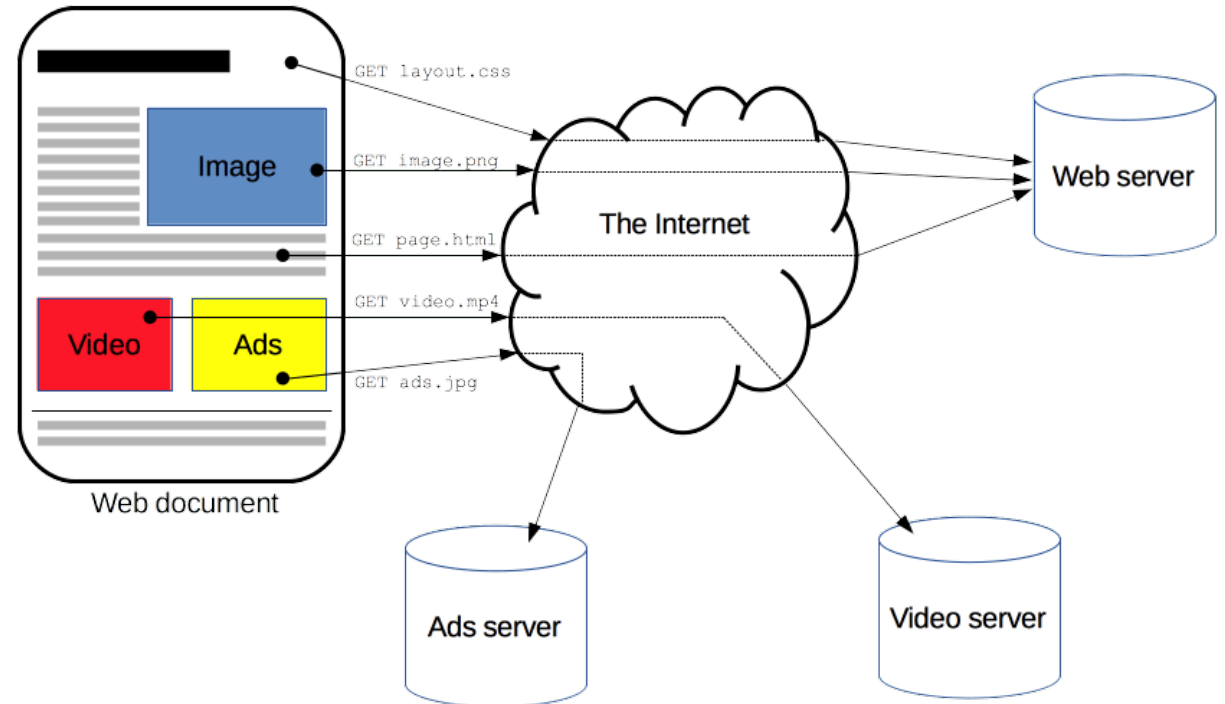 GET layout.css
Image
GET image.png
Web server
The Internet
GET page.html
GET video.mp4
Video
Ads
GET ads.jpg
Web document
Ads server
Video server